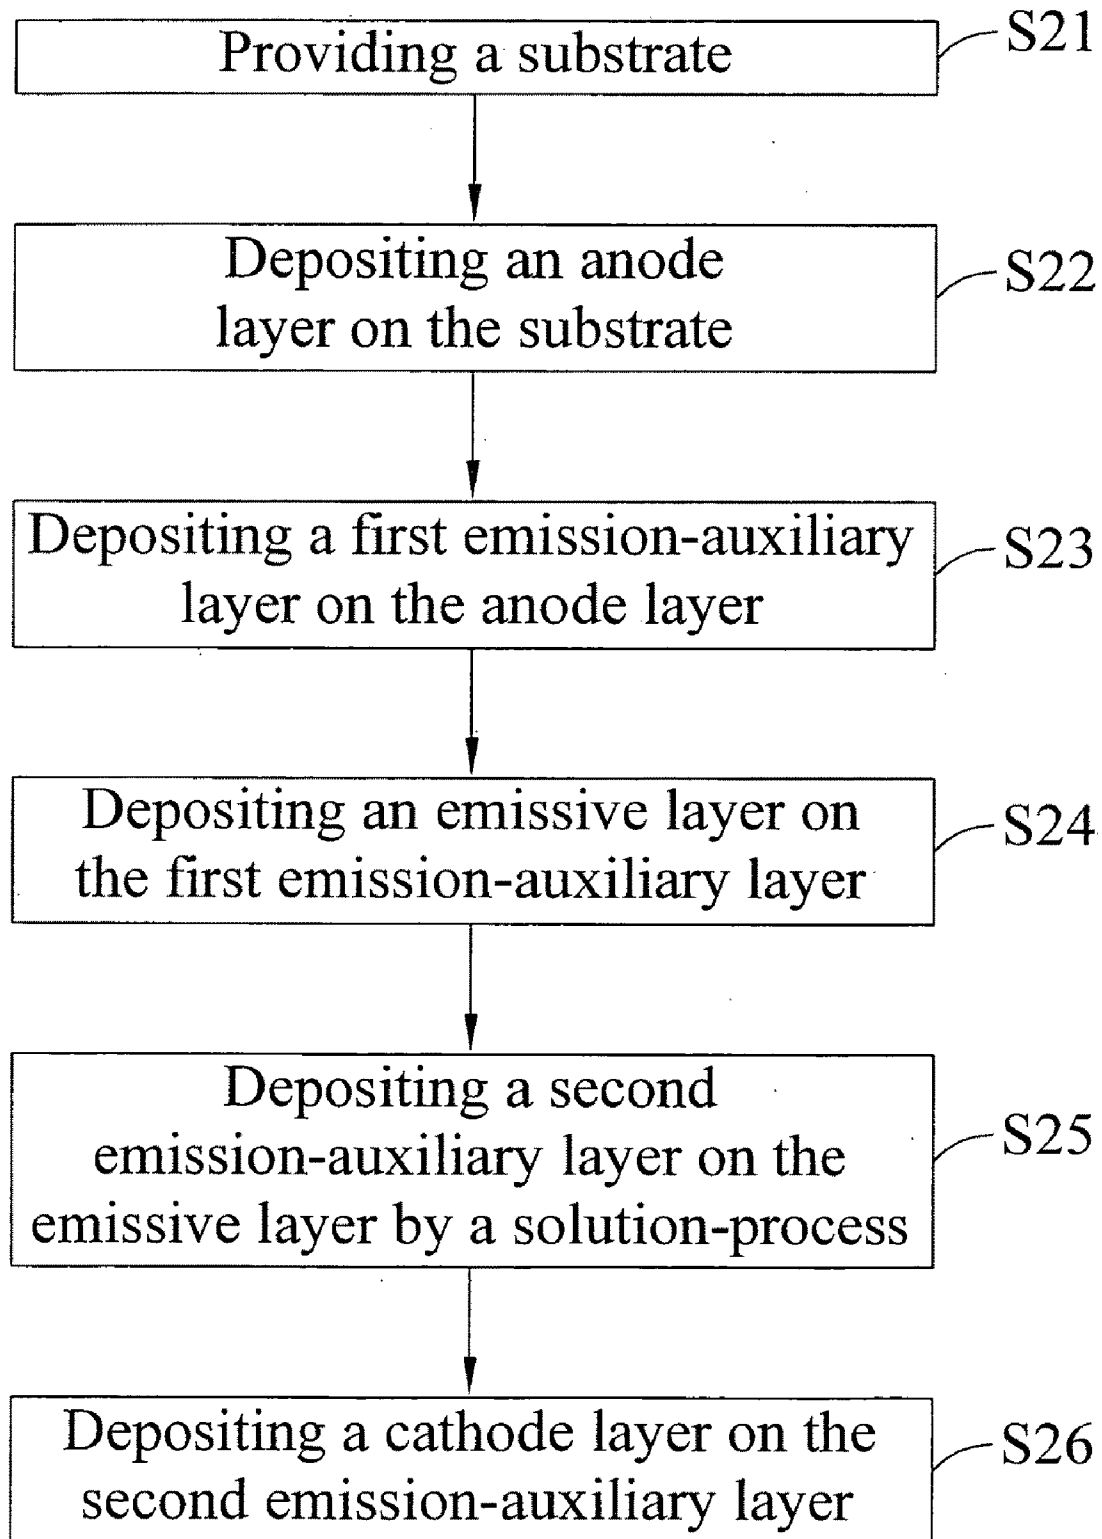 Providing a substrate
S21
Depositing an anode
layer on the substrate
S22
Depositing a first emission-auxiliary
layer on the anode layer
S23
Depositing an emissive layer on
the first emission-auxiliary layer
S24
Depositing a second
emission-auxiliary layer on the
emissive layer by a solution-process
S25
Depositing a cathode layer on the
second emission-auxiliary layer
S26